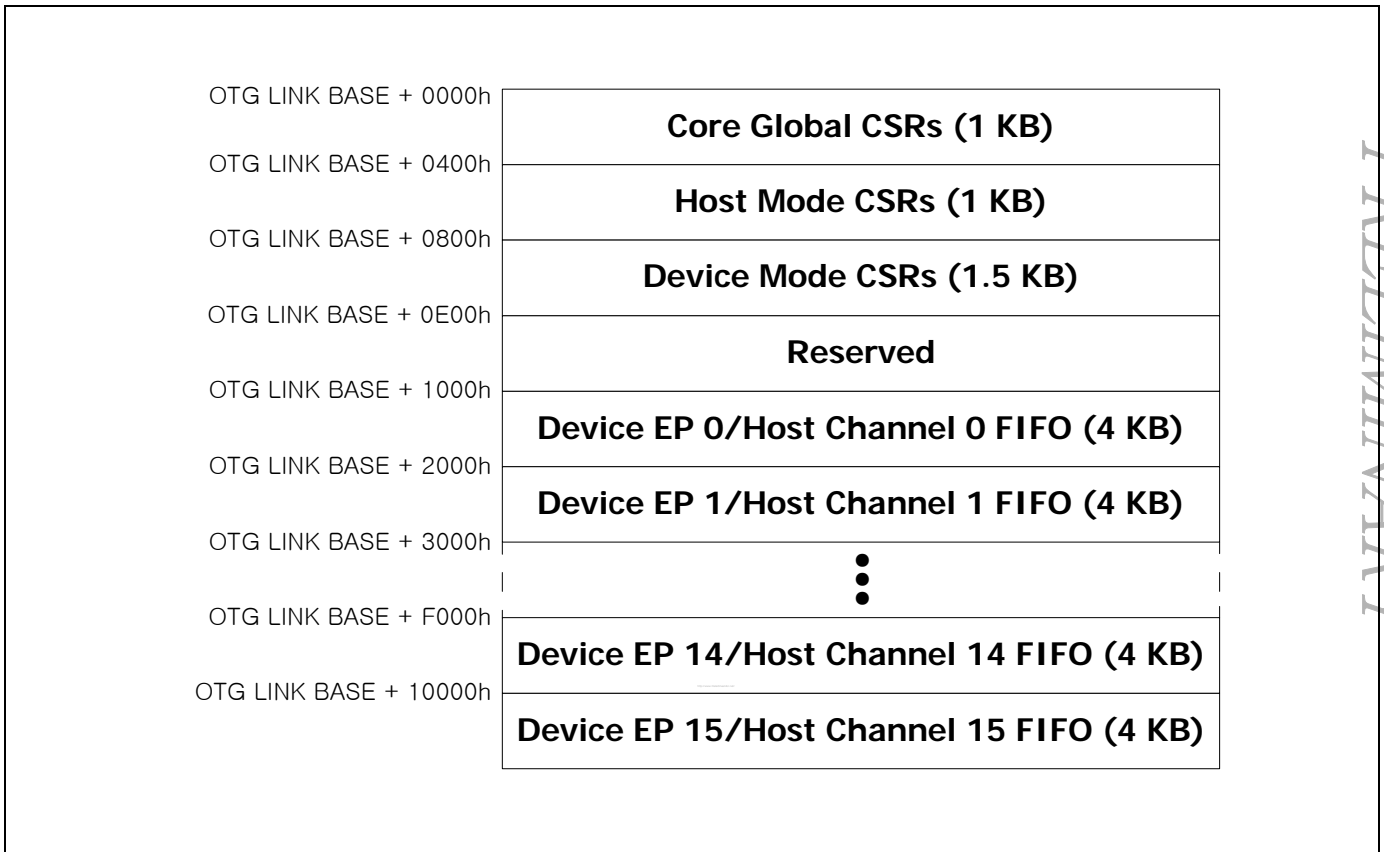 OTG LINK BASE + 0000h
Core Global CSRs (1 KB)
OTG LINK BASE + 0400h
Host Mode CSRs (1 KB)
OTG LINK BASE + 0800h
Device Mode CSRs (1.5 KB)
OTG LINK BASE + 0E00h
Reserved
OTG LINK BASE + 1000h
Device EP 0/Host Channel 0 FIFO (4 KB)
OTG LINK BASE + 2000h
Device EP 1/Host Channel 1 FIFO (4 KB)
OTG LINK BASE + 3000h
OTG LINK BASE + F000h
Device EP 14/Host Channel 14 FIFO (4 KB)
OTG LINK BASE + 10000h
Device EP 15/Host Channel 15 FIFO (4 KB)
PRELIMINARY